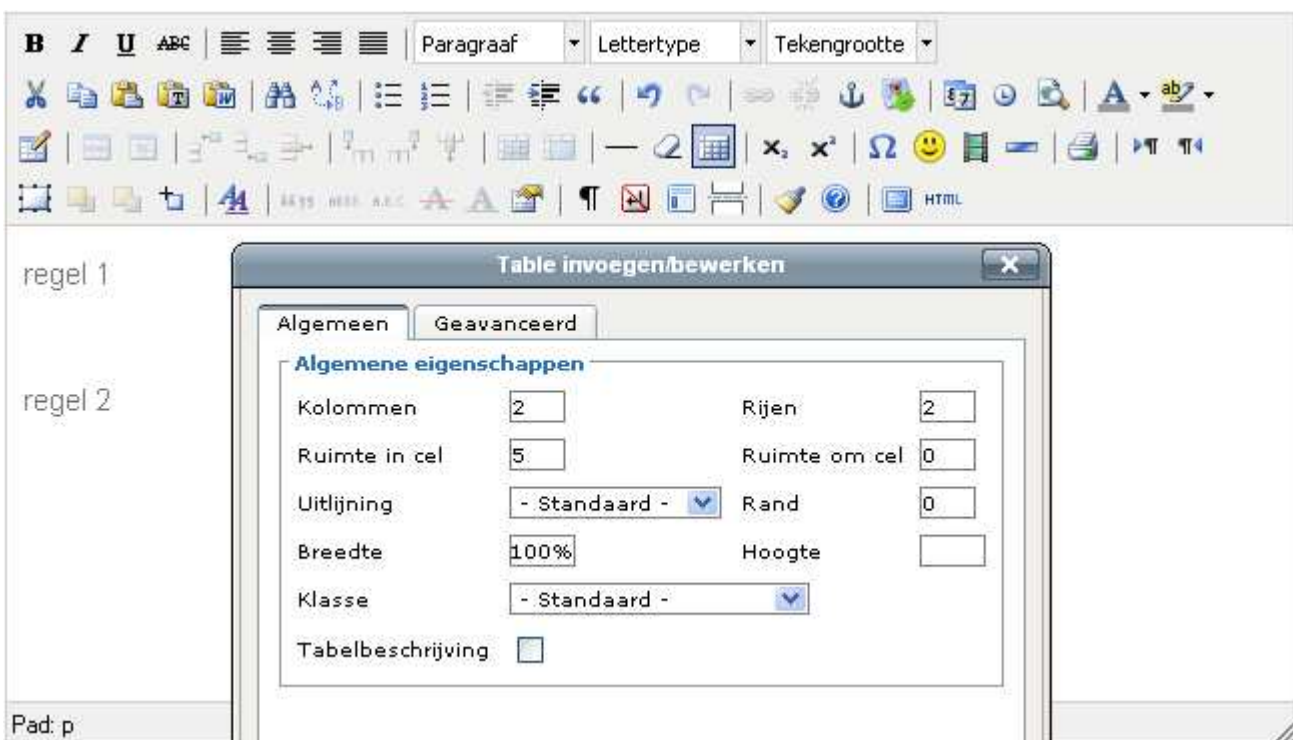 B I U ABC Paragraaf Lettertype Tekengrootte
HTML
regel 1
regel 2
Table invoegen/bewerken
Algemeen Geavanceerd
Algemene eigenschappen
Kolommen 2 Rijen 2
Ruimte in cel 5 Ruimte om cel 0
Uitlijning - Standaard - Rand 0
Breedte 100% Hoogte
Klasse - Standaard -
Tabelbeschrijving
Pad: p